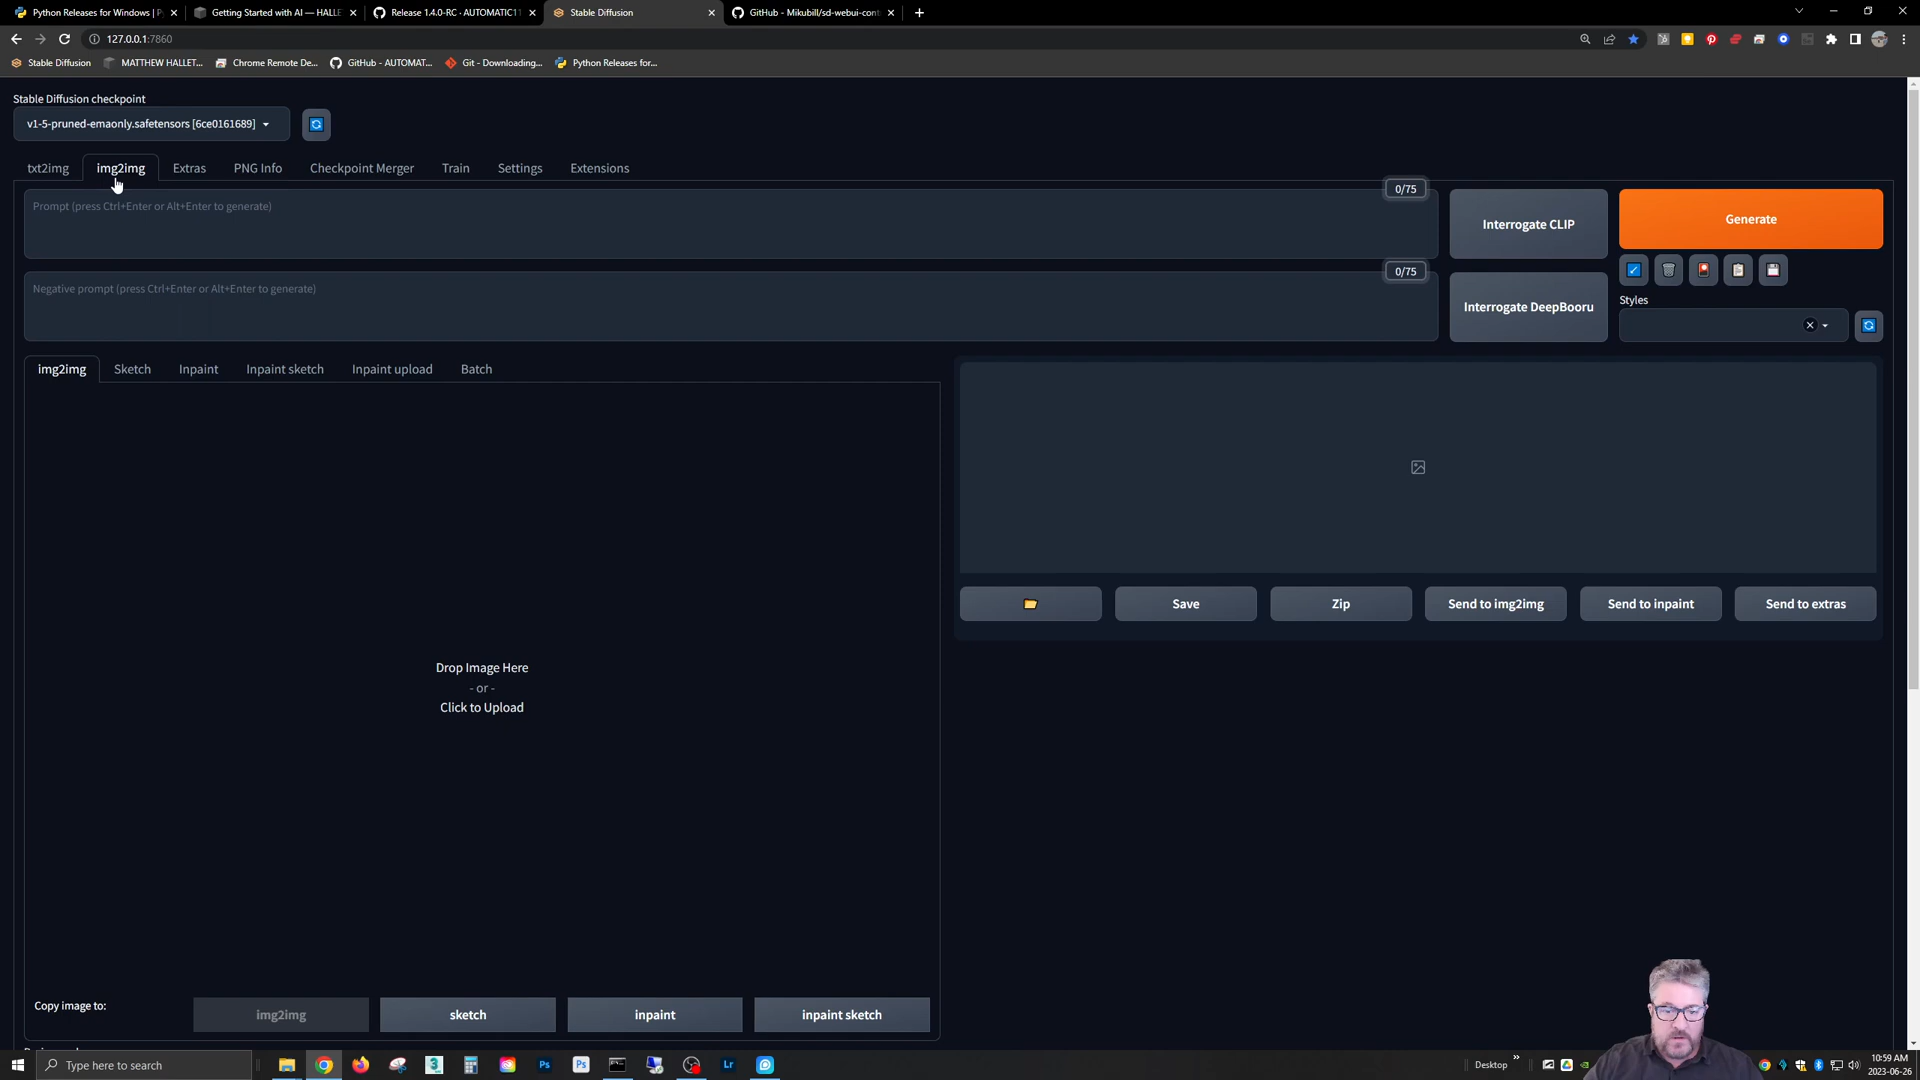 Python Releases for Windows | P
Getting Started with AI — HALLE
Release 1.4.0-RC · AUTOMATIC11
Stable Diffusion
GitHub - Mikubill/sd-webui-cont
127.0.0.1:7860
Stable Diffusion
MATTHEW HALLET...
Chrome Remote De...
GitHub - AUTOMAT...
Git - Downloading...
Python Releases for...
Stable Diffusion checkpoint
v1-5-pruned-emaonly.safetensors [6ce0161689]
txt2img
img2img
Extras
PNG Info
Checkpoint Merger
Train
Settings
Extensions
Prompt (press Ctrl+Enter or Alt+Enter to generate)
0/75
Interrogate CLIP
Generate
Negative prompt (press Ctrl+Enter or Alt+Enter to generate)
0/75
Interrogate DeepBooru
Styles
img2img
Sketch
Inpaint
Inpaint sketch
Inpaint upload
Batch
Drop Image Here
- or -
Click to Upload
Save
Zip
Send to img2img
Send to inpaint
Send to extras
Copy image to:
img2img
sketch
inpaint
inpaint sketch
Type here to search
Ps
Ps
Lr
Desktop
10:59 AM
2023-06-26